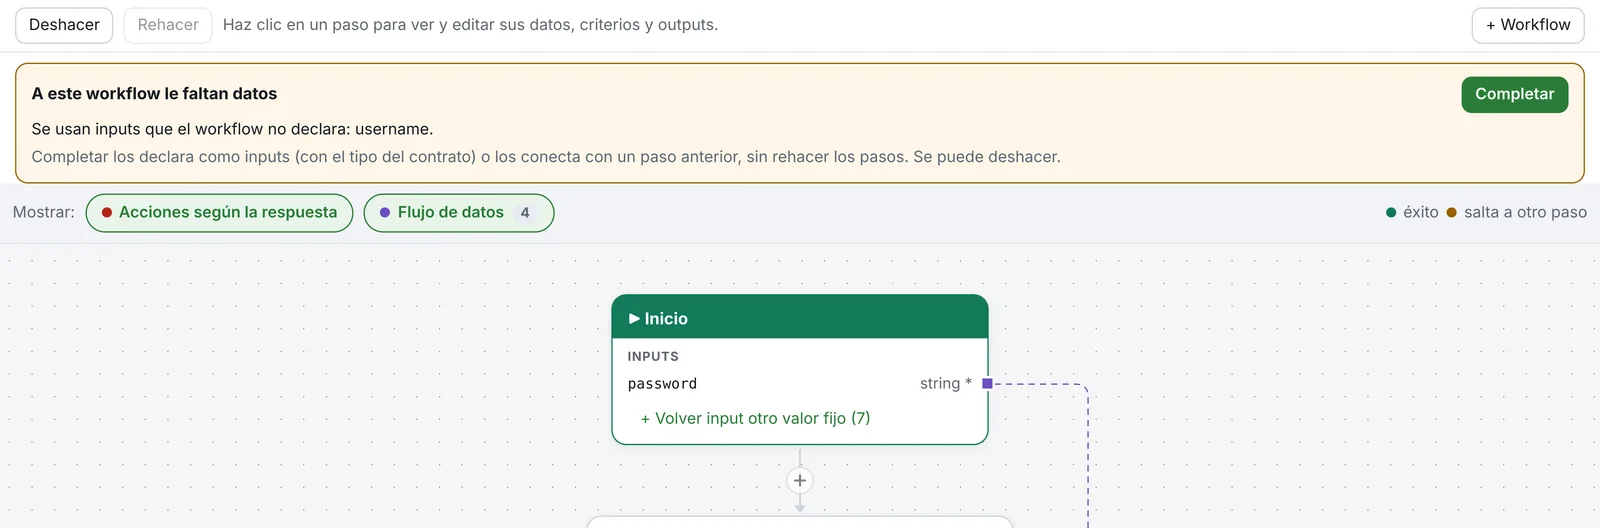 Deshacer Rehacer Haz clic en un paso para ver y editar sus datos, criterios y outputs. + Workflow
A este workflow le faltan datos Completar
Se usan inputs que el workflow no declara: username.
Completar los declara como inputs (con el tipo del contrato) o los conecta con un paso anterior, sin rehacer los pasos. Se puede deshacer.
Mostrar: Acciones según la respuesta Flujo de datos 4 éxito salta a otro paso
Inicio
INPUTS
password string *
+ Volver input otro valor fijo (7)
+